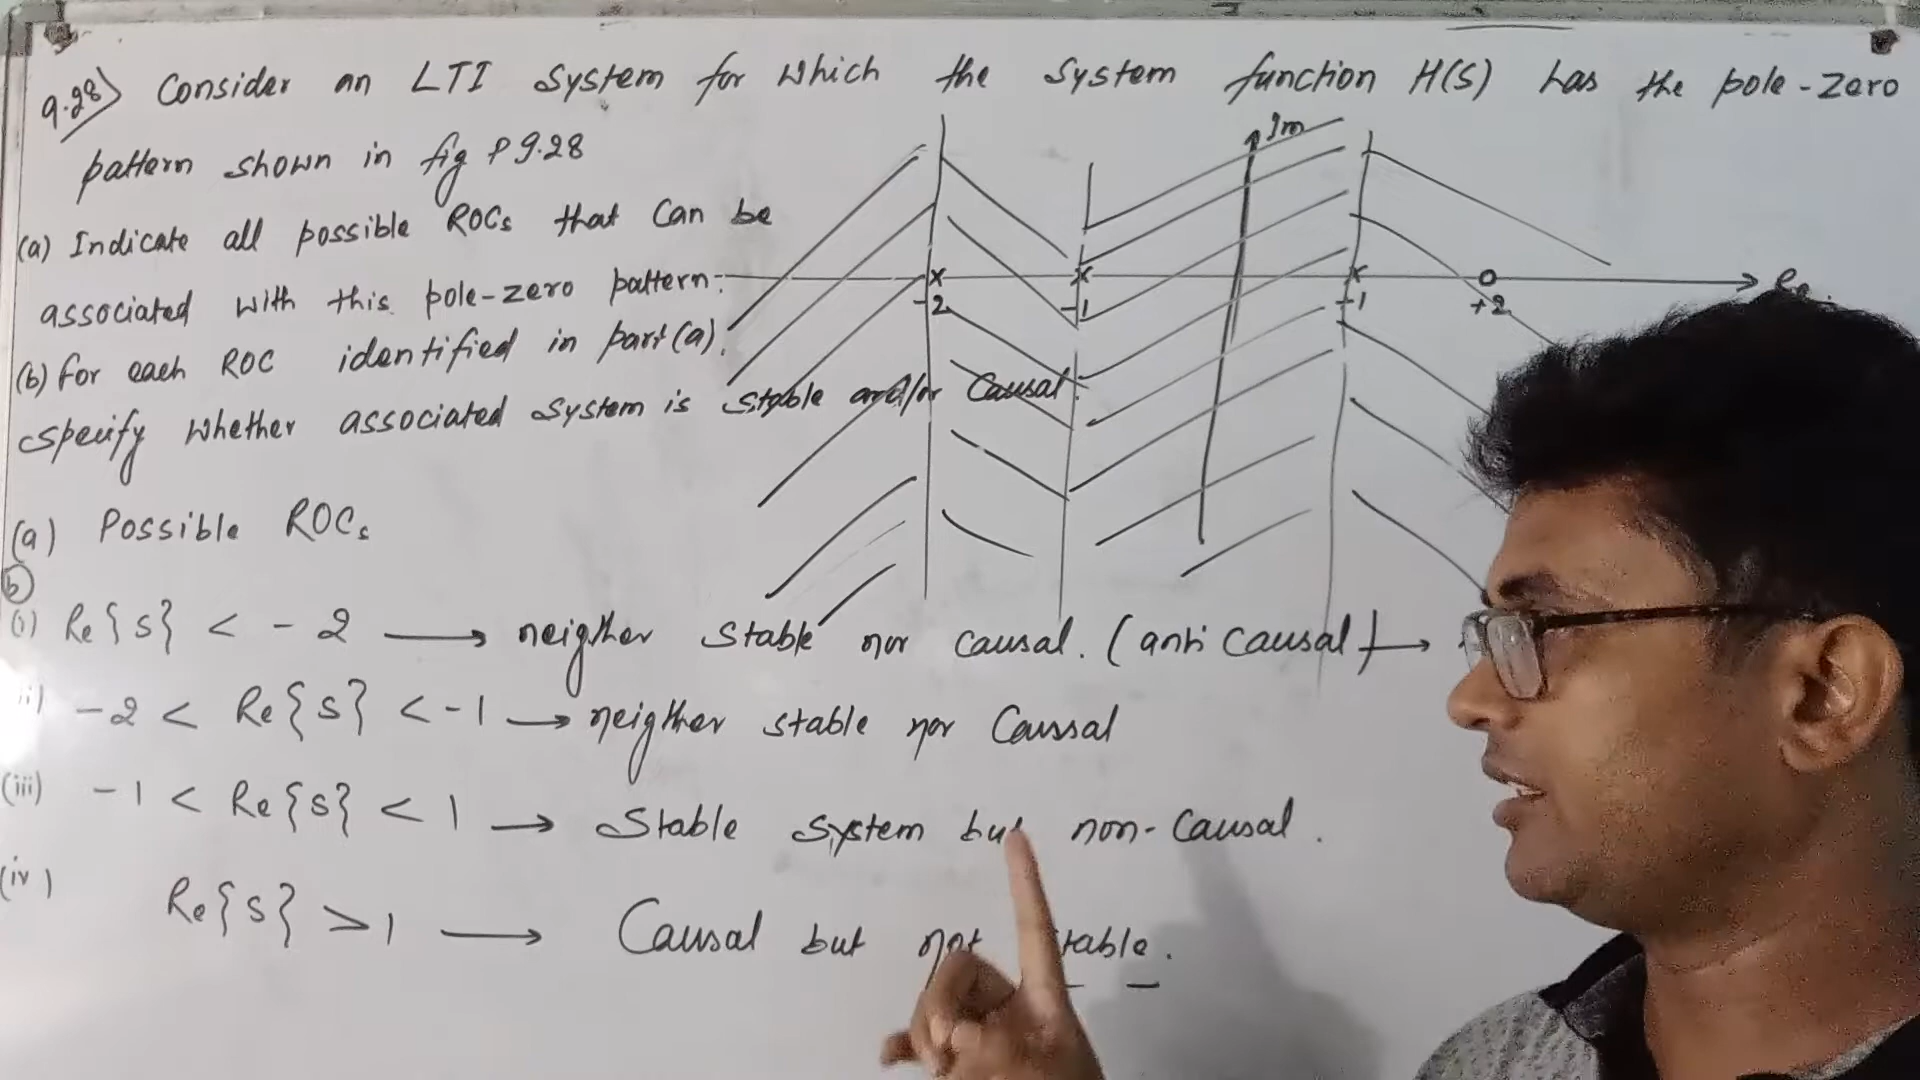 9.28) Consider an LTI System for which the System function H(S) has the pole-zero
pattern shown in fig P 9.28
(a) Indicate all possible ROCs that can be
associated with this pole-zero pattern.
(b) for each ROC identified in part (a),
specify whether associated system is stable and/or Causal.
Im
x x x o
-2 -1 +2
(a) Possible ROCs
(b)
(i) Re{s} < -2 → neigther stable nor causal. (anti causal) →
ii) -2 < Re{s} < -1 → neigther stable nor Caussal
(iii) -1 < Re{s} < 1 → Stable system but non-causal.
(iv) Re{s} > 1 → Causal but not stable.